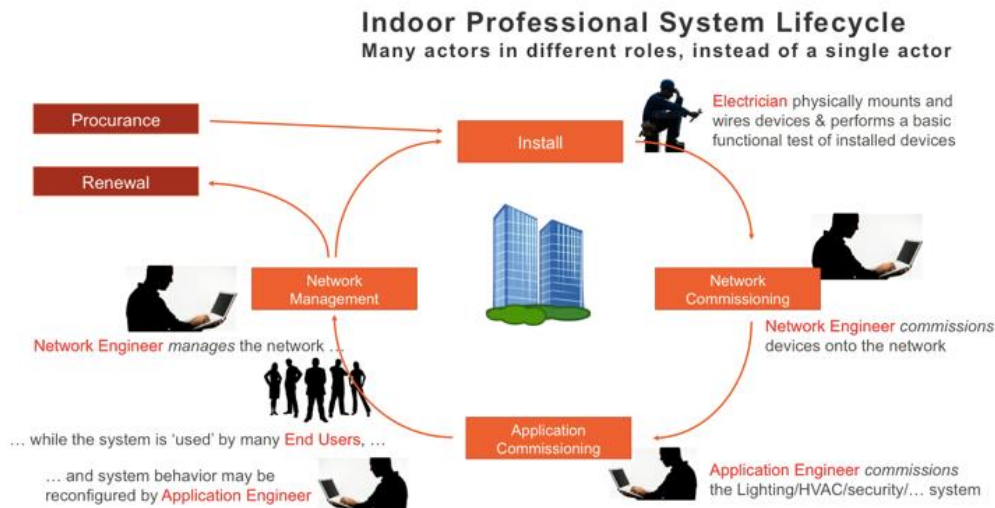 Indoor Professional System Lifecycle
Many actors in different roles, instead of a single actor
Procurance
Renewal
Install
Electrician physically mounts and
wires devices & performs a basic
functional test of installed devices
Network
Management
Network
Commissioning
Network Engineer manages the network …
Network Engineer commissions
devices onto the network
… while the system is ‘used’ by many End Users, …
Application
Commissioning
… and system behavior may be
reconfigured by Application Engineer
Application Engineer commissions
the Lighting/HVAC/security/… system